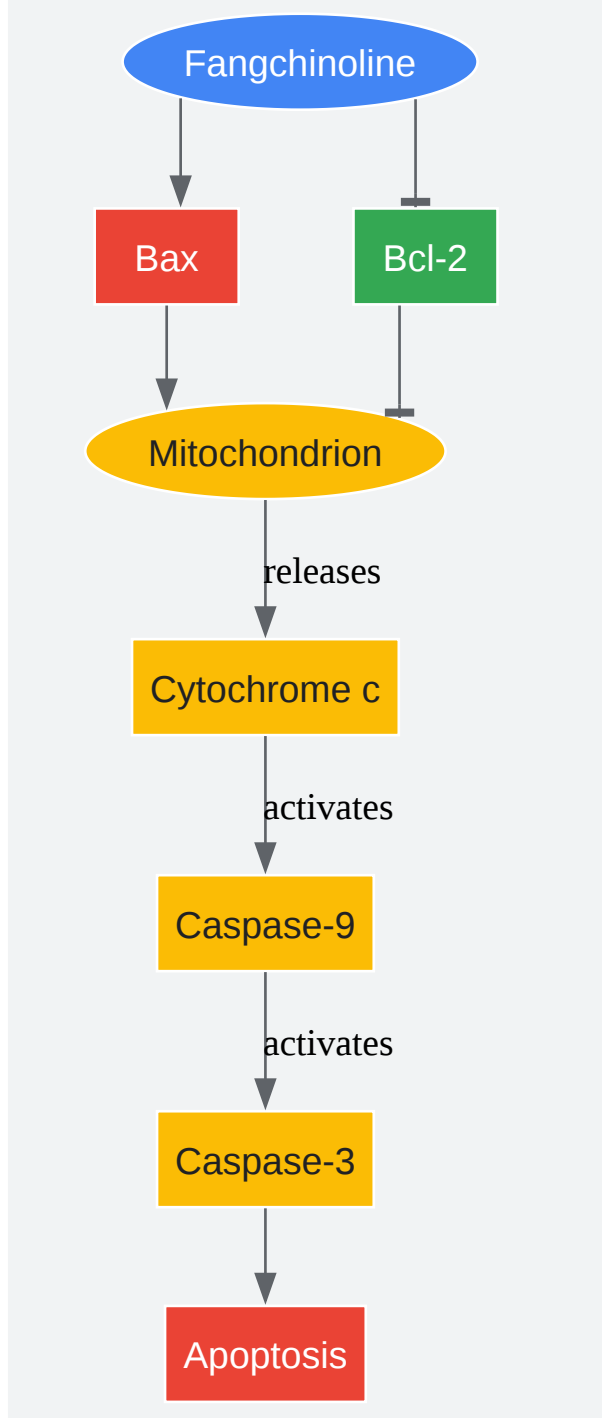 Fangchinoline
Bax
Bcl-2
Mitochondrion
releases
Cytochrome c
activates
Caspase-9
activates
Caspase-3
Apoptosis